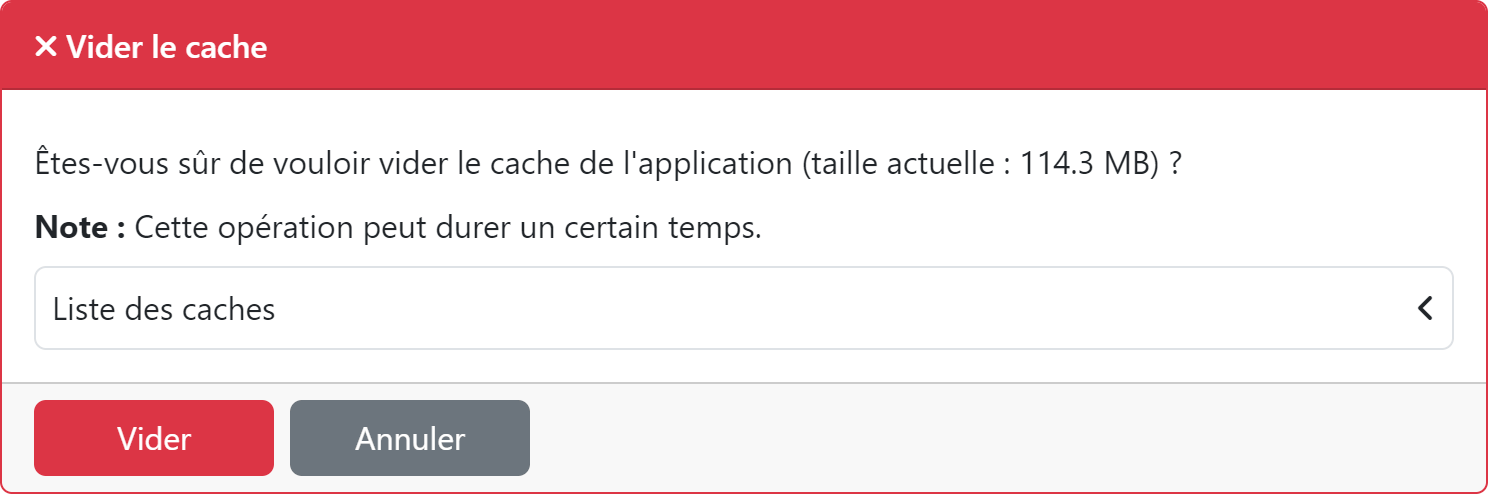 Vider le cache
Êtes-vous sûr de vouloir vider le cache de l'application (taille actuelle : 114.3 MB) ?
Note : Cette opération peut durer un certain temps.
Liste des caches
Vider
Annuler